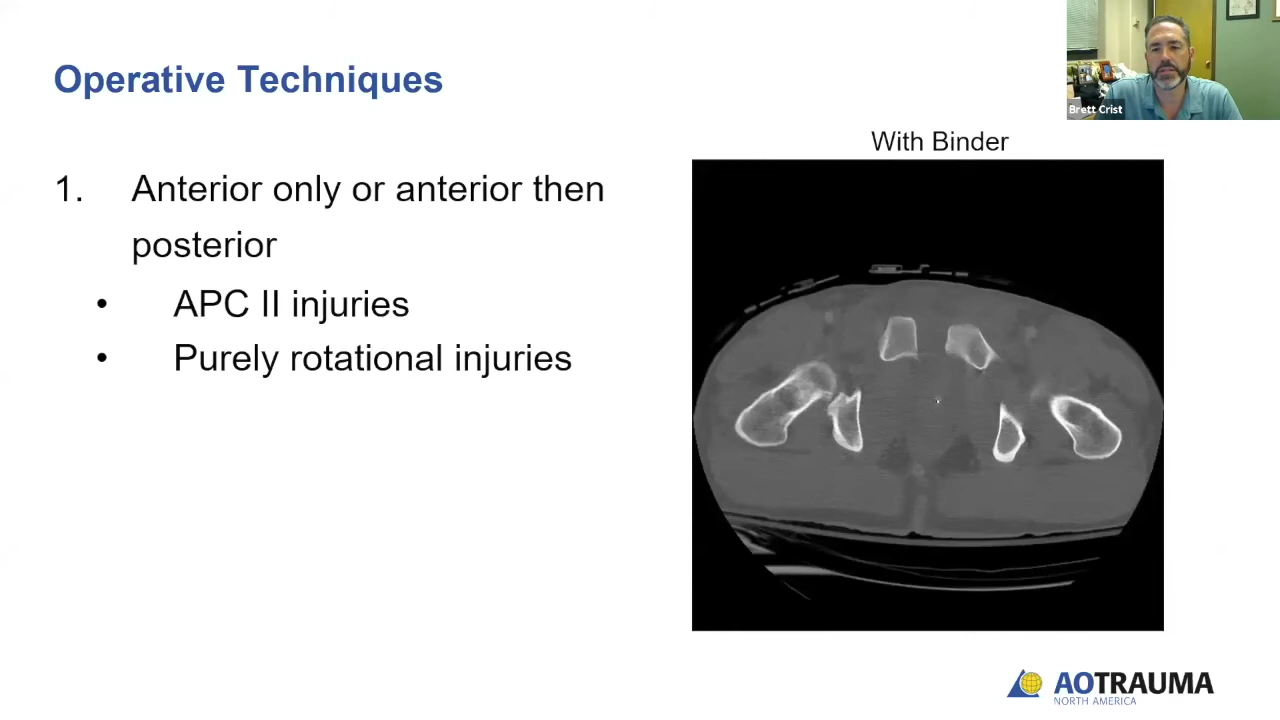 Operative Techniques
Brett Crist
With Binder
1. Anterior only or anterior then
posterior
• APC II injuries
• Purely rotational injuries
AOTRAUMA
NORTH AMERICA